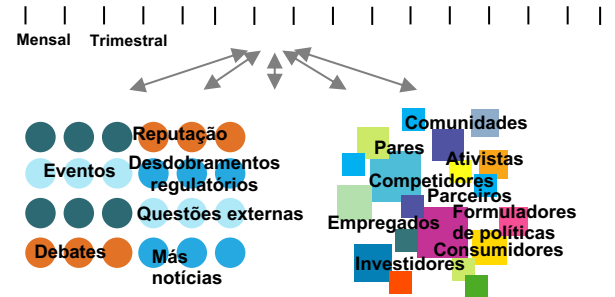 Mensal Trimestral
Reputação
Eventos
Desdobramentos
regulatórios
Questões externas
Debates
Más
notícias
Comunidades
Pares
Ativistas
Competidores
Parceiros
Empregados
Formuladores
de políticas
Consumidores
Investidores